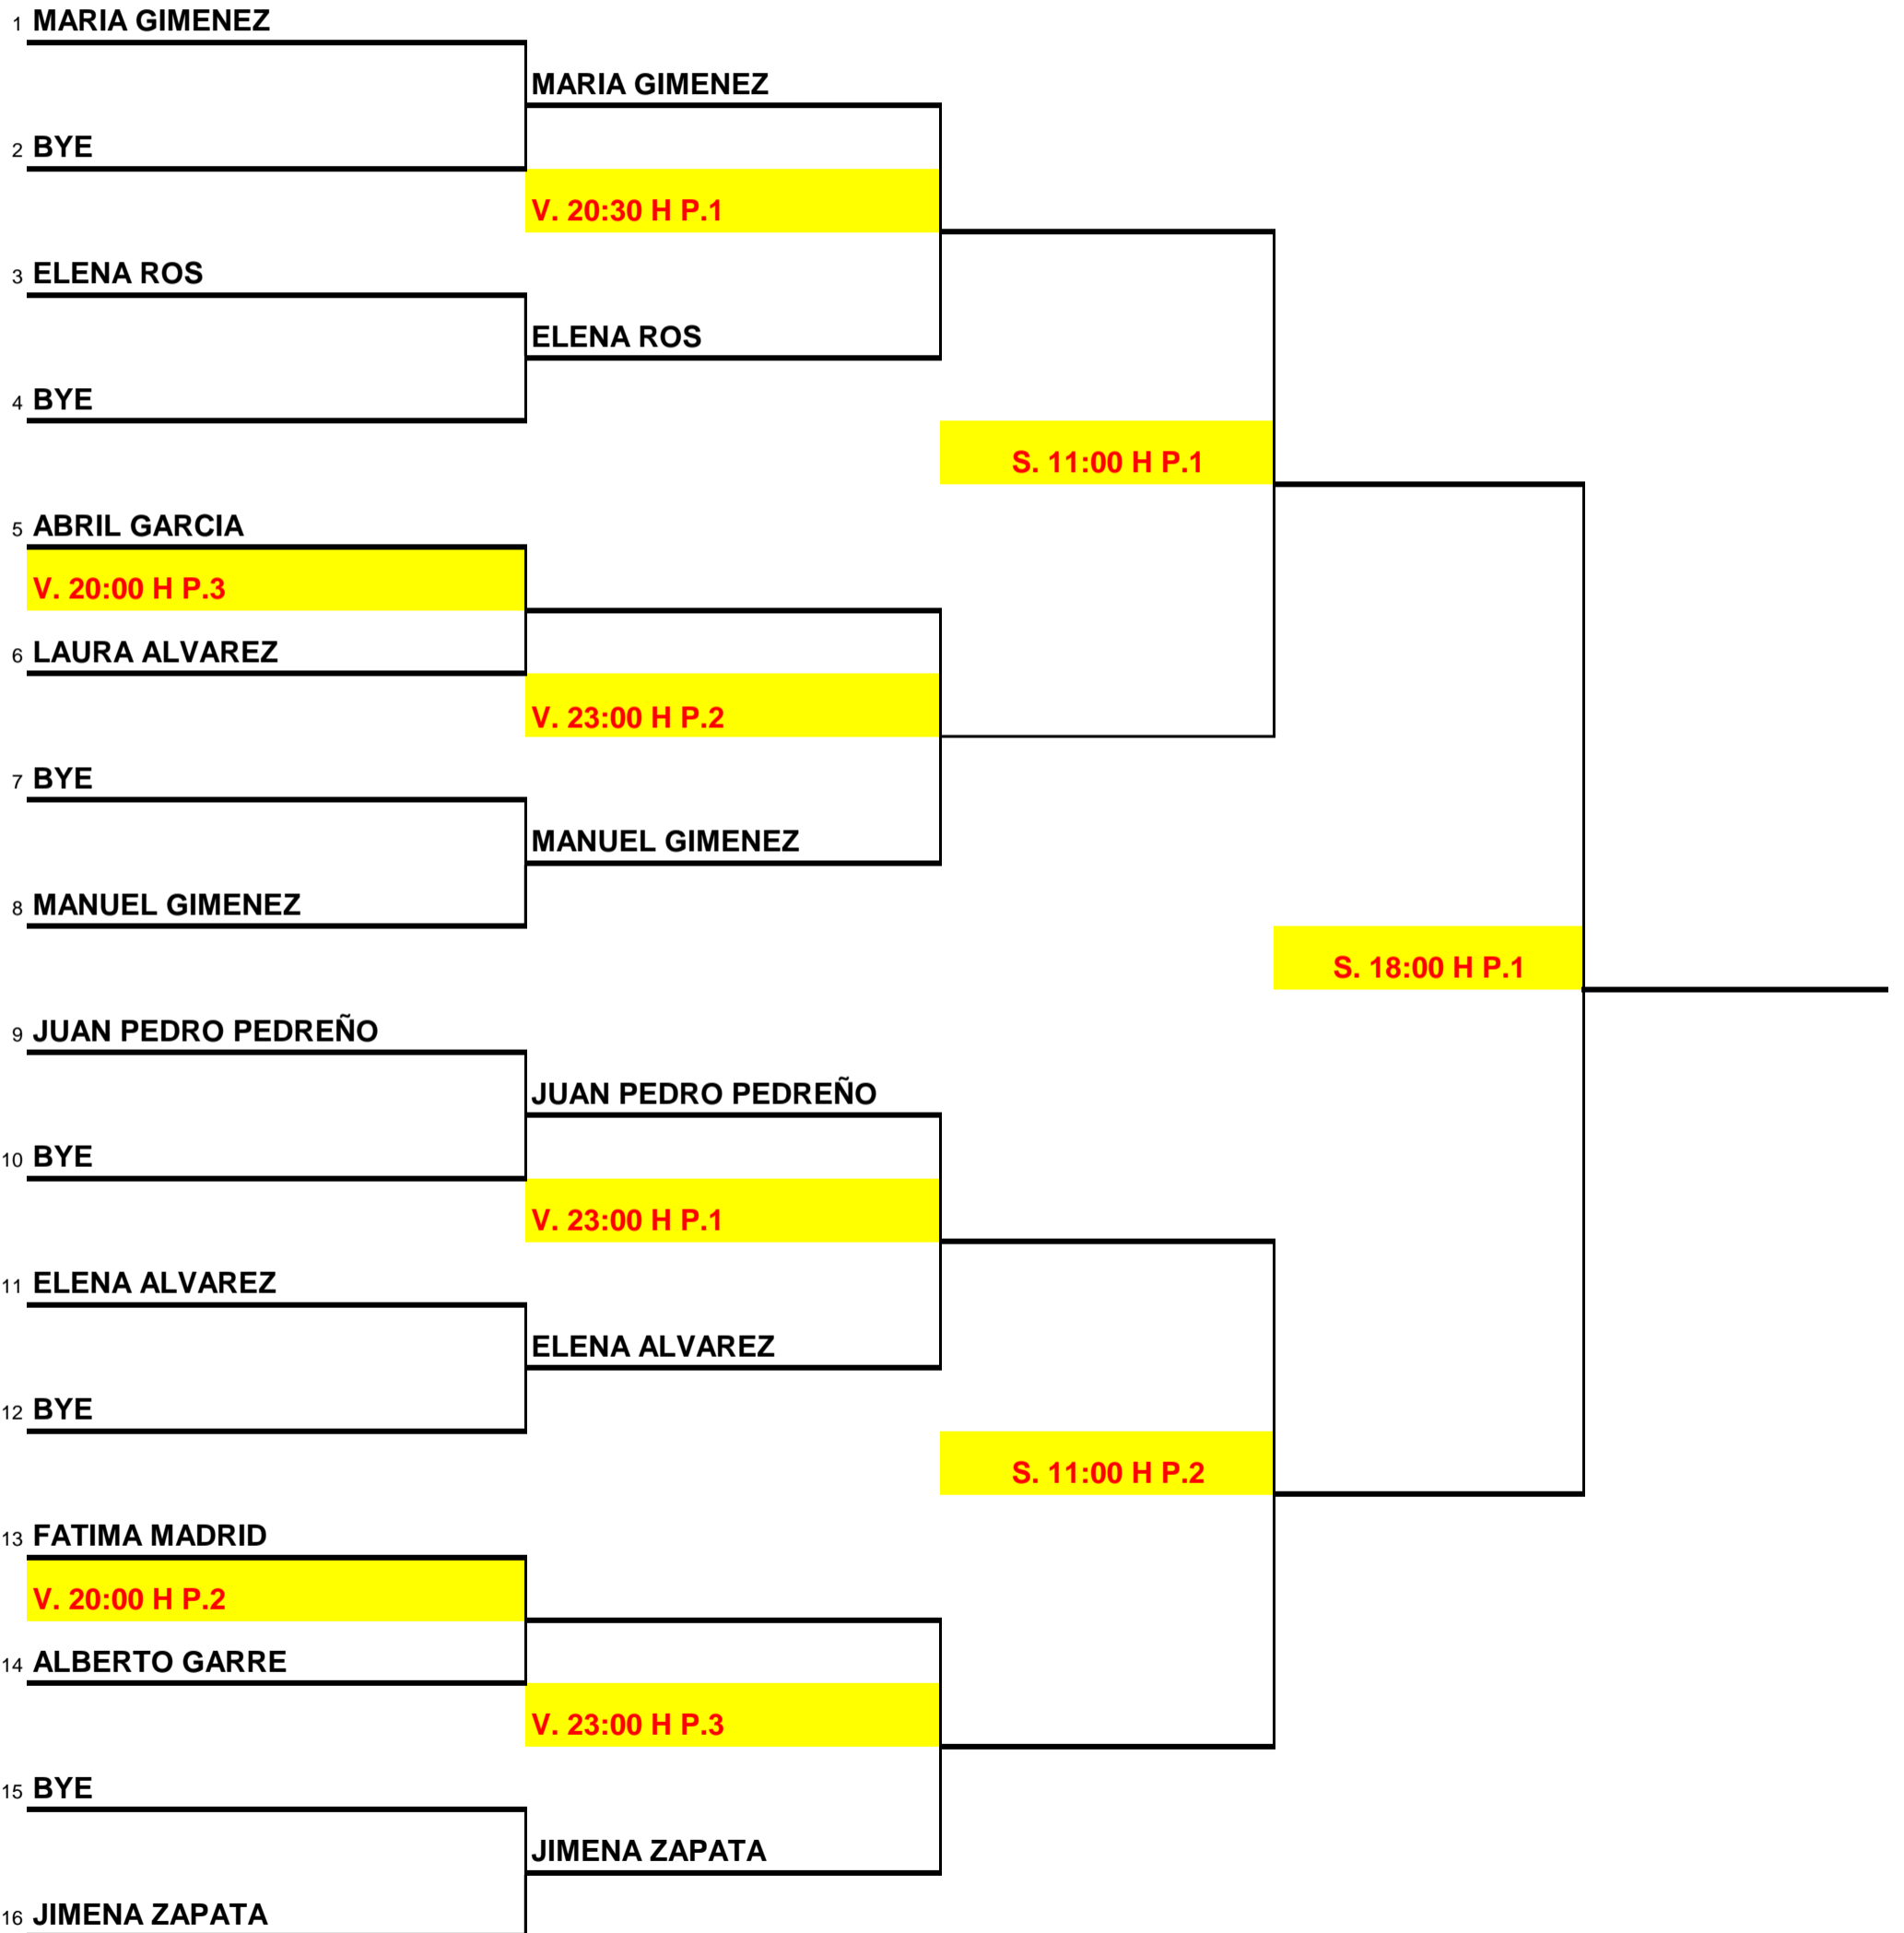 1 MARIA GIMENEZ
MARIA GIMENEZ
2 BYE
V. 20:30 H P.1
3 ELENA ROS
ELENA ROS
4 BYE
S. 11:00 H P.1
5 ABRIL GARCIA
V. 20:00 H P.3
6 LAURA ALVAREZ
V. 23:00 H P.2
7 BYE
MANUEL GIMENEZ
8 MANUEL GIMENEZ
S. 18:00 H P.1
9 JUAN PEDRO PEDREÑO
JUAN PEDRO PEDREÑO
10 BYE
V. 23:00 H P.1
11 ELENA ALVAREZ
ELENA ALVAREZ
12 BYE
S. 11:00 H P.2
13 FATIMA MADRID
V. 20:00 H P.2
14 ALBERTO GARRE
V. 23:00 H P.3
15 BYE
JIMENA ZAPATA
16 JIMENA ZAPATA